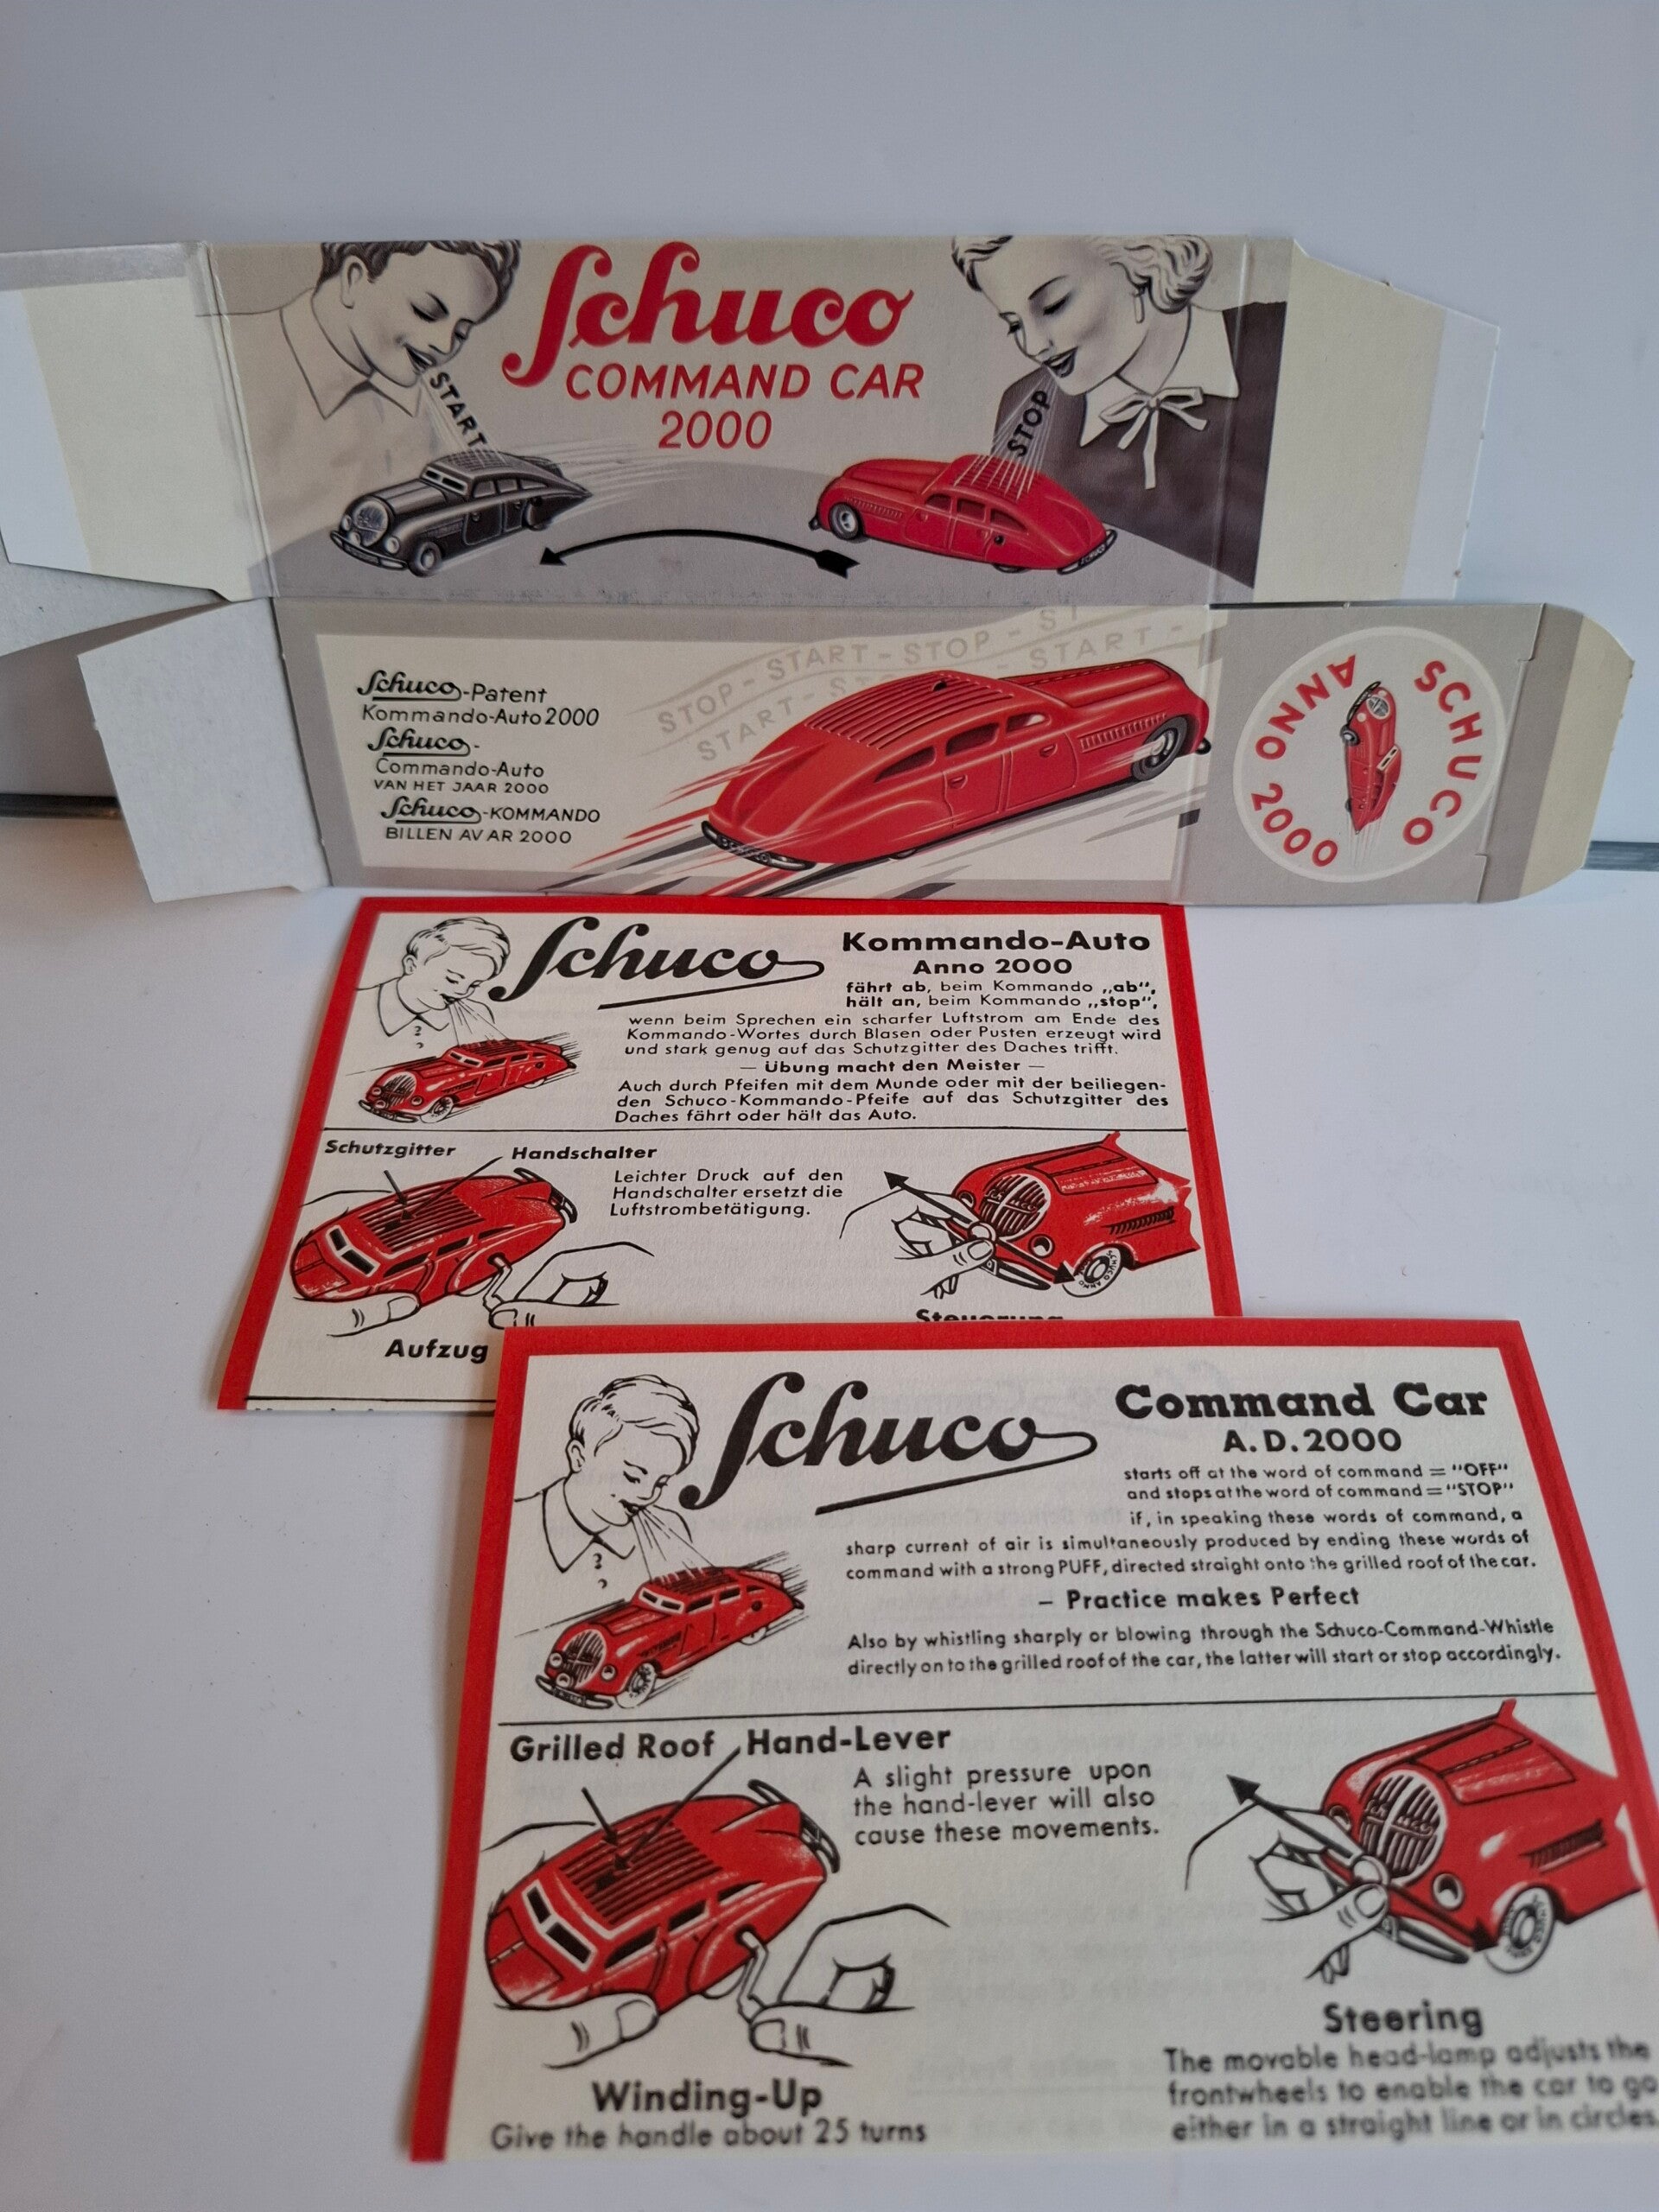 Schuco
COMMAND CAR
2000
START
STOP
STOP - START - STOP - ST
START - STO - START -
Schuco-Patent
Kommando-Auto 2000
Schuco-
Commando-Auto
VAN HET JAAR 2000
Schuco-KOMMANDO
BILLEN AV AR 2000
SCHUCO
ANNO 2000
Schuco
Kommando-Auto
Anno 2000
fährt ab, beim Kommando „ab“,
hält an, beim Kommando „stop“,
wenn beim Sprechen ein scharfer Luftstrom am Ende des
Kommando-Wortes durch Blasen oder Pusten erzeugt wird
und stark genug auf das Schutzgitter des Daches trifft.
— Übung macht den Meister —
Auch durch Pfeifen mit dem Munde oder mit der beiliegen-
den Schuco-Kommando-Pfeife auf das Schutzgitter des
Daches fährt oder hält das Auto.
Schutzgitter
Handschalter
Leichter Druck auf den
Handschalter ersetzt die
Luftstrombetätigung.
Aufzug
Steuerung
Schuco
Command Car
A. D. 2000
starts off at the word of command = "OFF"
and stops at the word of command = "STOP"
if, in speaking these words of command, a
sharp current of air is simultaneously produced by ending these words of
command with a strong PUFF, directed straight onto the grilled roof of the car.
– Practice makes Perfect
Also by whistling sharply or blowing through the Schuco-Command-Whistle
directly on to the grilled roof of the car, the latter will start or stop accordingly.
Grilled Roof
Hand-Lever
A slight pressure upon
the hand-lever will also
cause these movements.
Winding-Up
Give the handle about 25 turns
Steering
The movable head-lamp adjusts the
frontwheels to enable the car to go
either in a straight line or in circles.